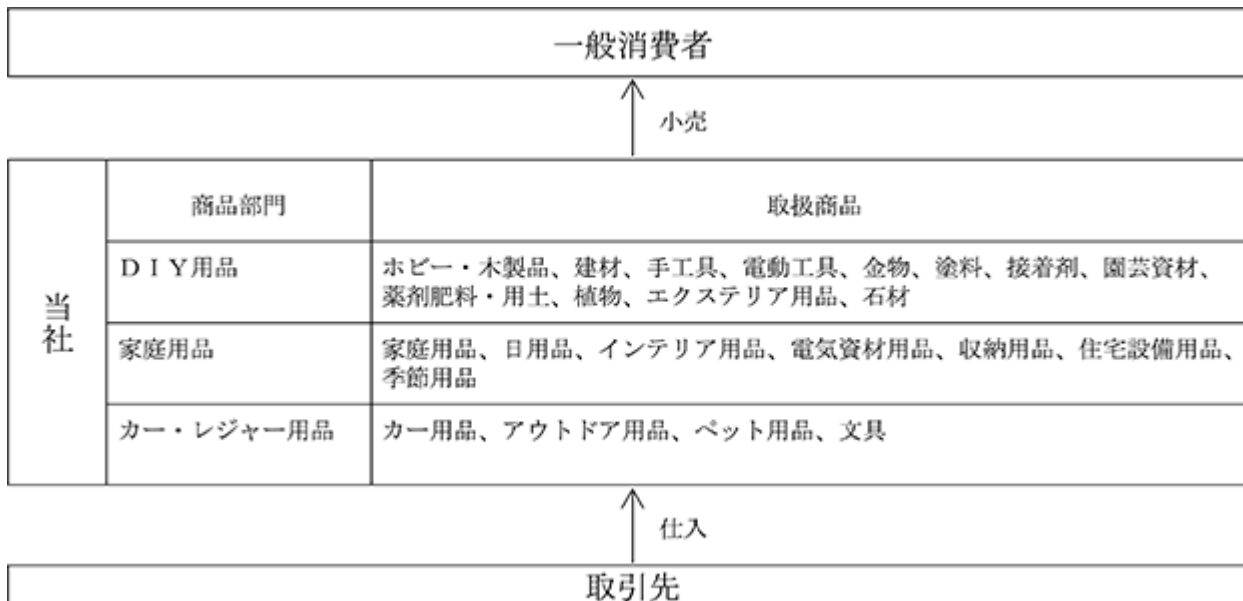 一般消費者
小売
当社
商品部門
取扱商品
ＤＩＹ用品
ホビー・木製品、建材、手工具、電動工具、金物、塗料、接着剤、園芸資材、
薬剤肥料・用土、植物、エクステリア用品、石材
家庭用品
家庭用品、日用品、インテリア用品、電気資材用品、収納用品、住宅設備用品、
季節用品
カー・レジャー用品
カー用品、アウトドア用品、ペット用品、文具
仕入
取引先